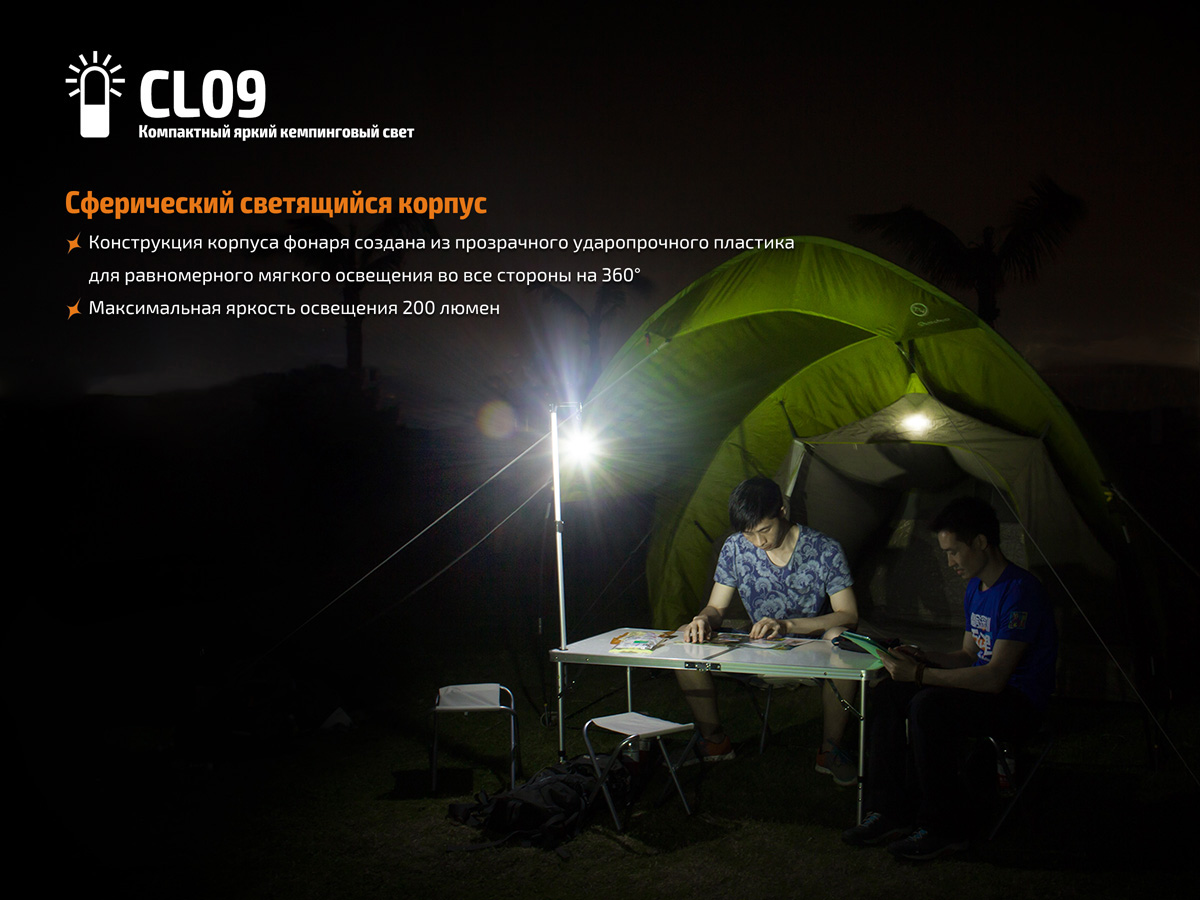 CL09
Компактный яркий кемпинговый свет
Сферический светящийся корпус
Конструкция корпуса фонаря создана из прозрачного ударопрочного пластика
для равномерного мягкого освещения во все стороны на 360°
Максимальная яркость освещения 200 люмен